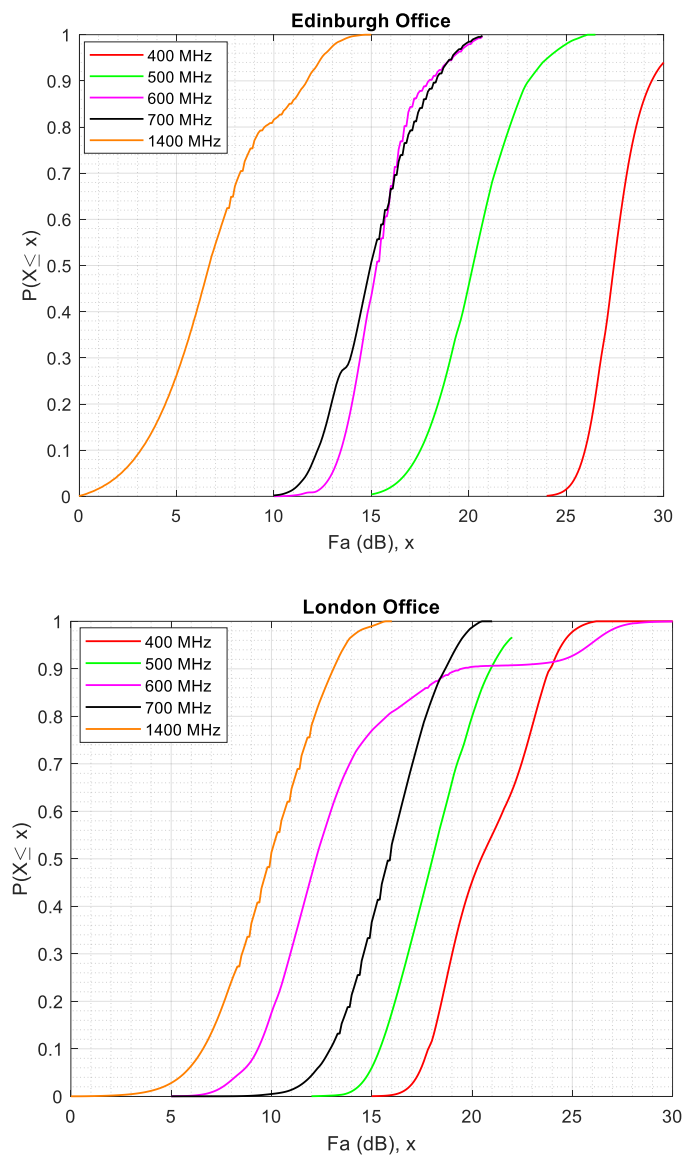 Edinburgh Office
400 MHz
500 MHz
600 MHz
700 MHz
1400 MHz
1
0.9
0.8
0.7
0.6
0.5
0.4
0.3
0.2
0.1
0
P(X≤ x)
0 5 10 15 20 25 30
Fa (dB), x
London Office
400 MHz
500 MHz
600 MHz
700 MHz
1400 MHz
1
0.9
0.8
0.7
0.6
0.5
0.4
0.3
0.2
0.1
0
P(X≤ x)
0 5 10 15 20 25 30
Fa (dB), x